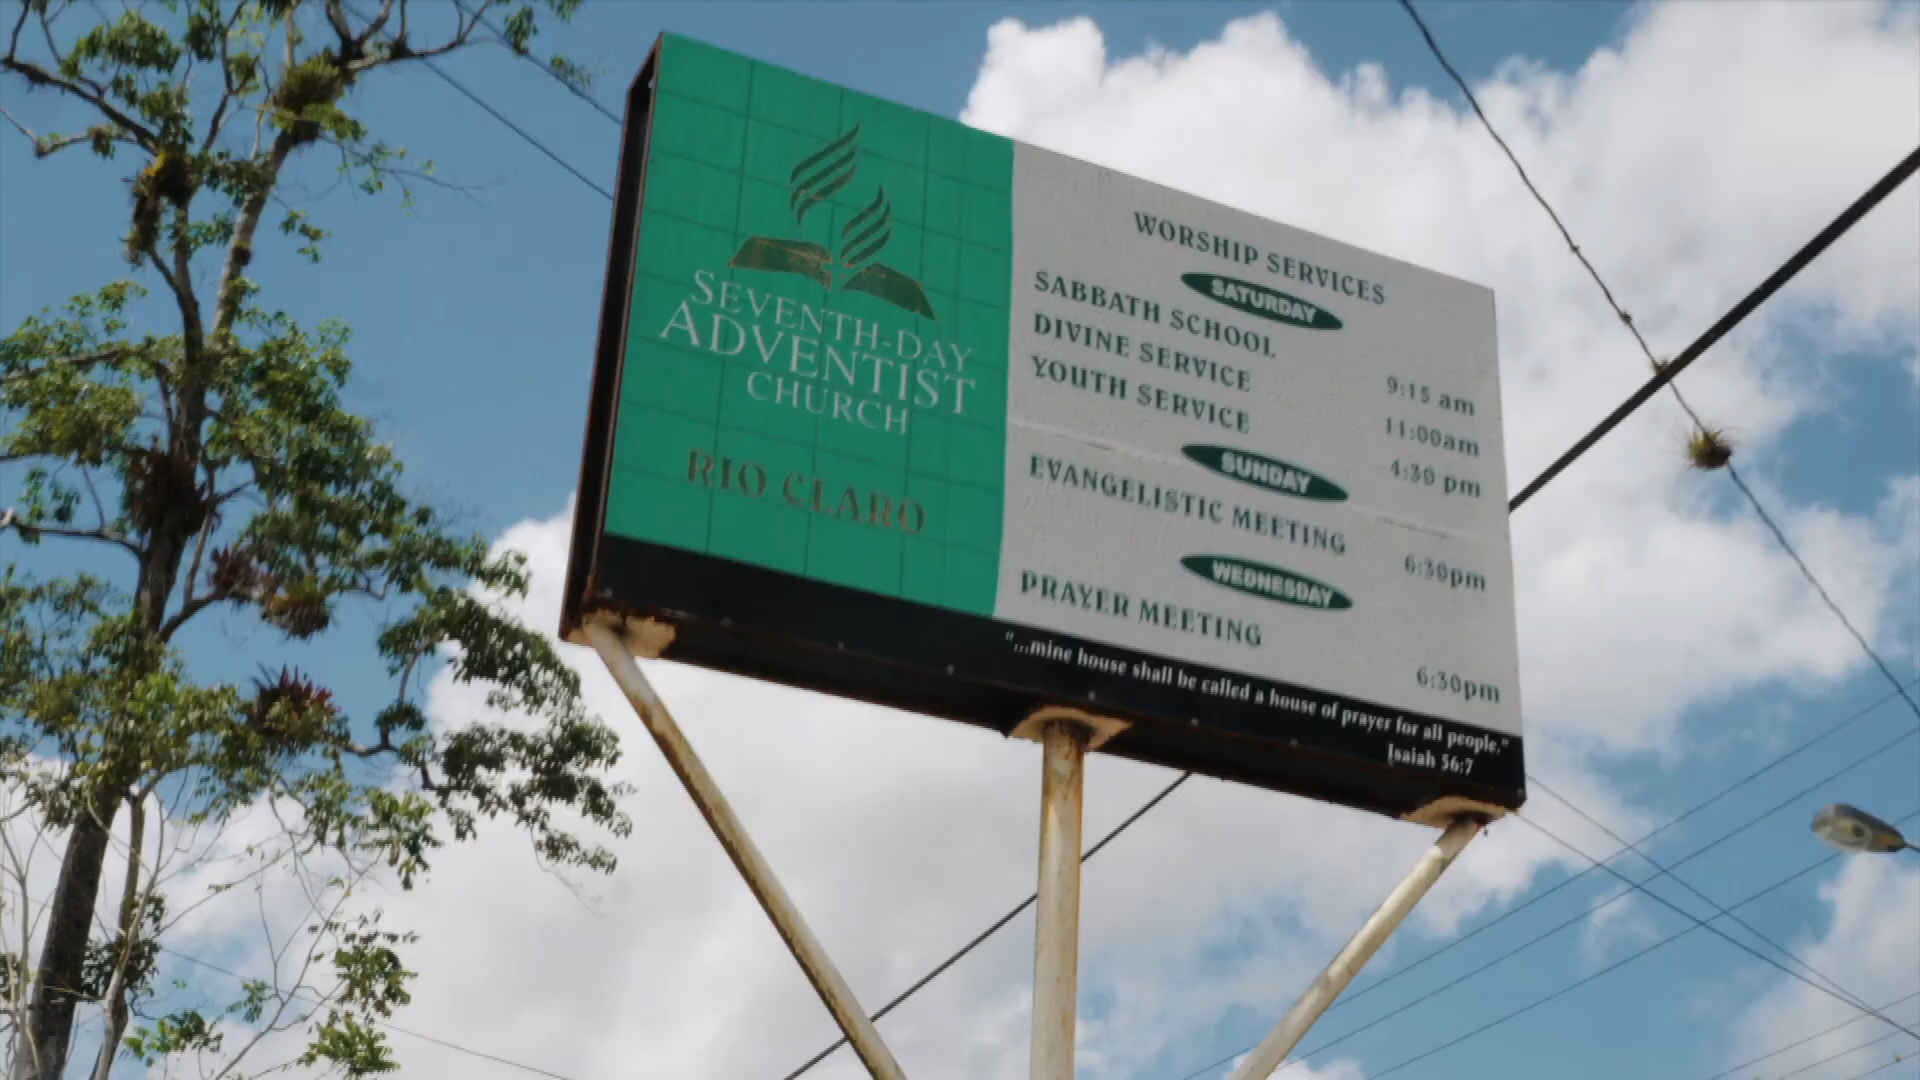 SEVENTH-DAY
ADVENTIST
CHURCH
RIO CLARO
WORSHIP SERVICES
SATURDAY
SABBATH SCHOOL 9:15 am
DIVINE SERVICE 11:00am
YOUTH SERVICE 4:30 pm
SUNDAY
EVANGELISTIC MEETING 6:30pm
WEDNESDAY
PRAYER MEETING 6:30pm
"...mine house shall be called a house of prayer for all people."
Isaiah 56:7